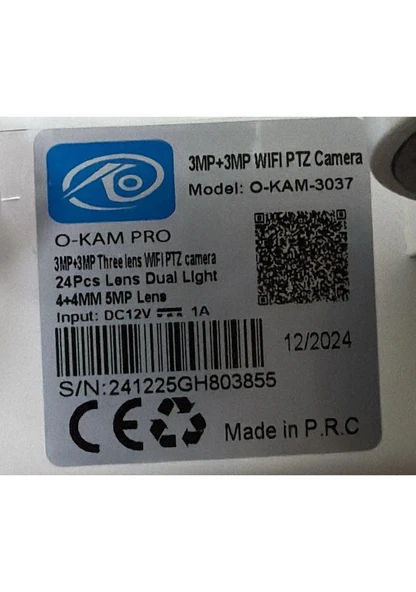 3MP+3MP WIFI PTZ Camera
Model: O-KAM-3037
O-KAM PRO
3MP+3MP Three lens WIFI PTZ camera
24Pcs Lens Dual Light
4+4MM 5MP Lens
Input: DC12V ⎓ 1A
12/2024
S/N:241225GH803855
CE
Made in P.R.C